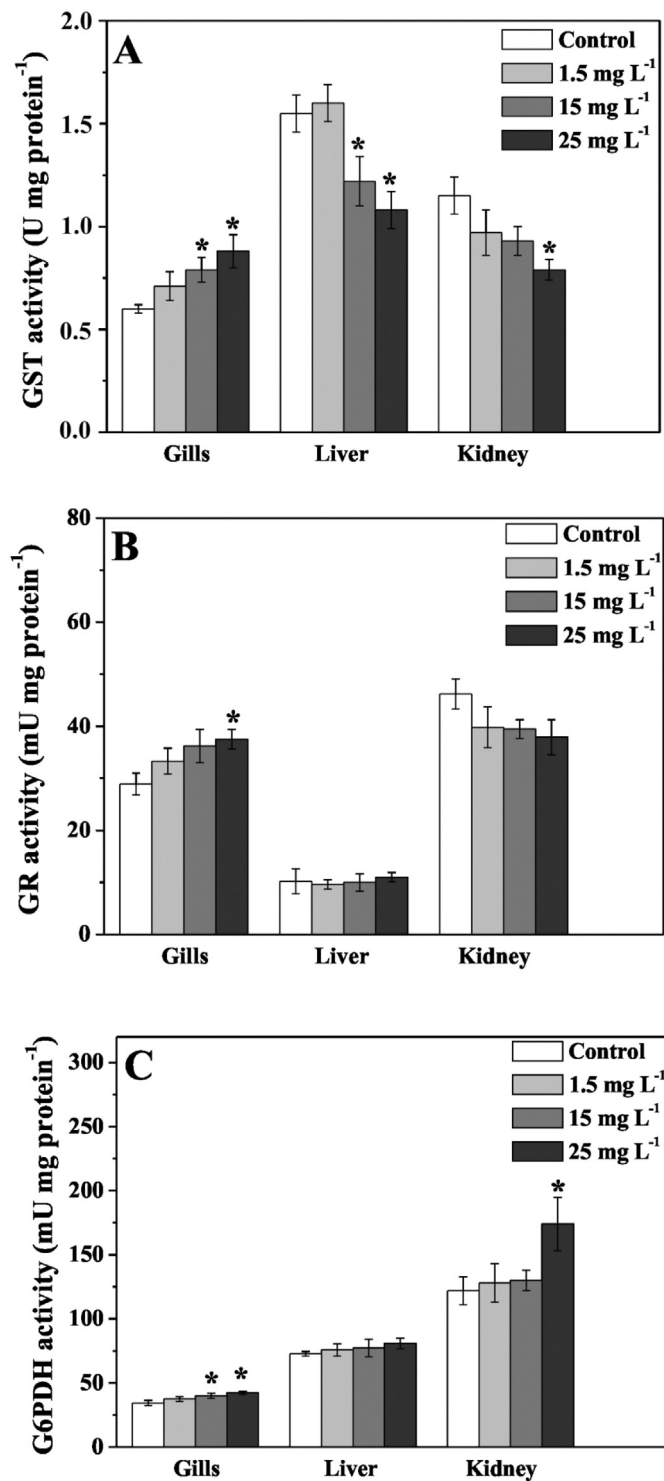 A
GST activity (U mg protein⁻¹)
2.0
1.5
1.0
0.5
0.0
Control
1.5 mg L⁻¹
15 mg L⁻¹
25 mg L⁻¹
* * * * *
Gills Liver Kidney
B
GR activity (mU mg protein⁻¹)
80
60
40
20
0
Control
1.5 mg L⁻¹
15 mg L⁻¹
25 mg L⁻¹
*
Gills Liver Kidney
C
G6PDH activity (mU mg protein⁻¹)
300
250
200
150
100
50
0
Control
1.5 mg L⁻¹
15 mg L⁻¹
25 mg L⁻¹
* * *
Gills Liver Kidney